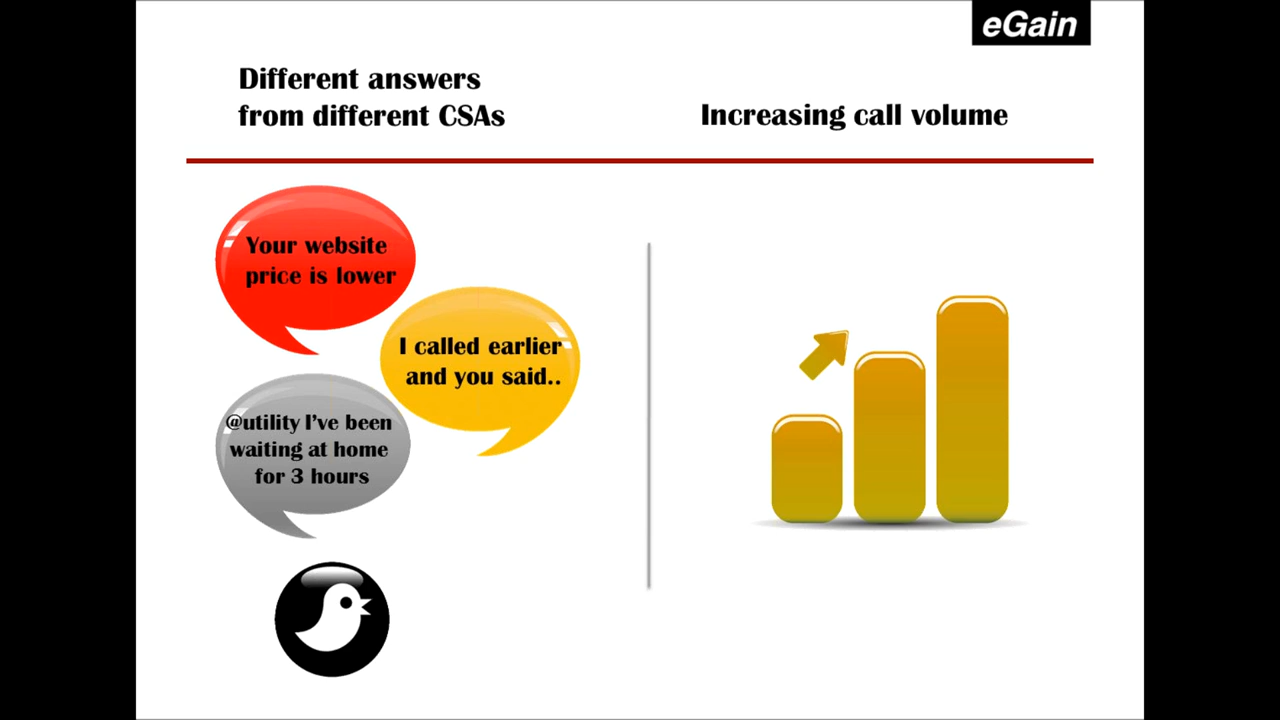 eGain
Different answers
from different CSAs
Increasing call volume
Your website
price is lower
I called earlier
and you said..
@utility I've been
waiting at home
for 3 hours